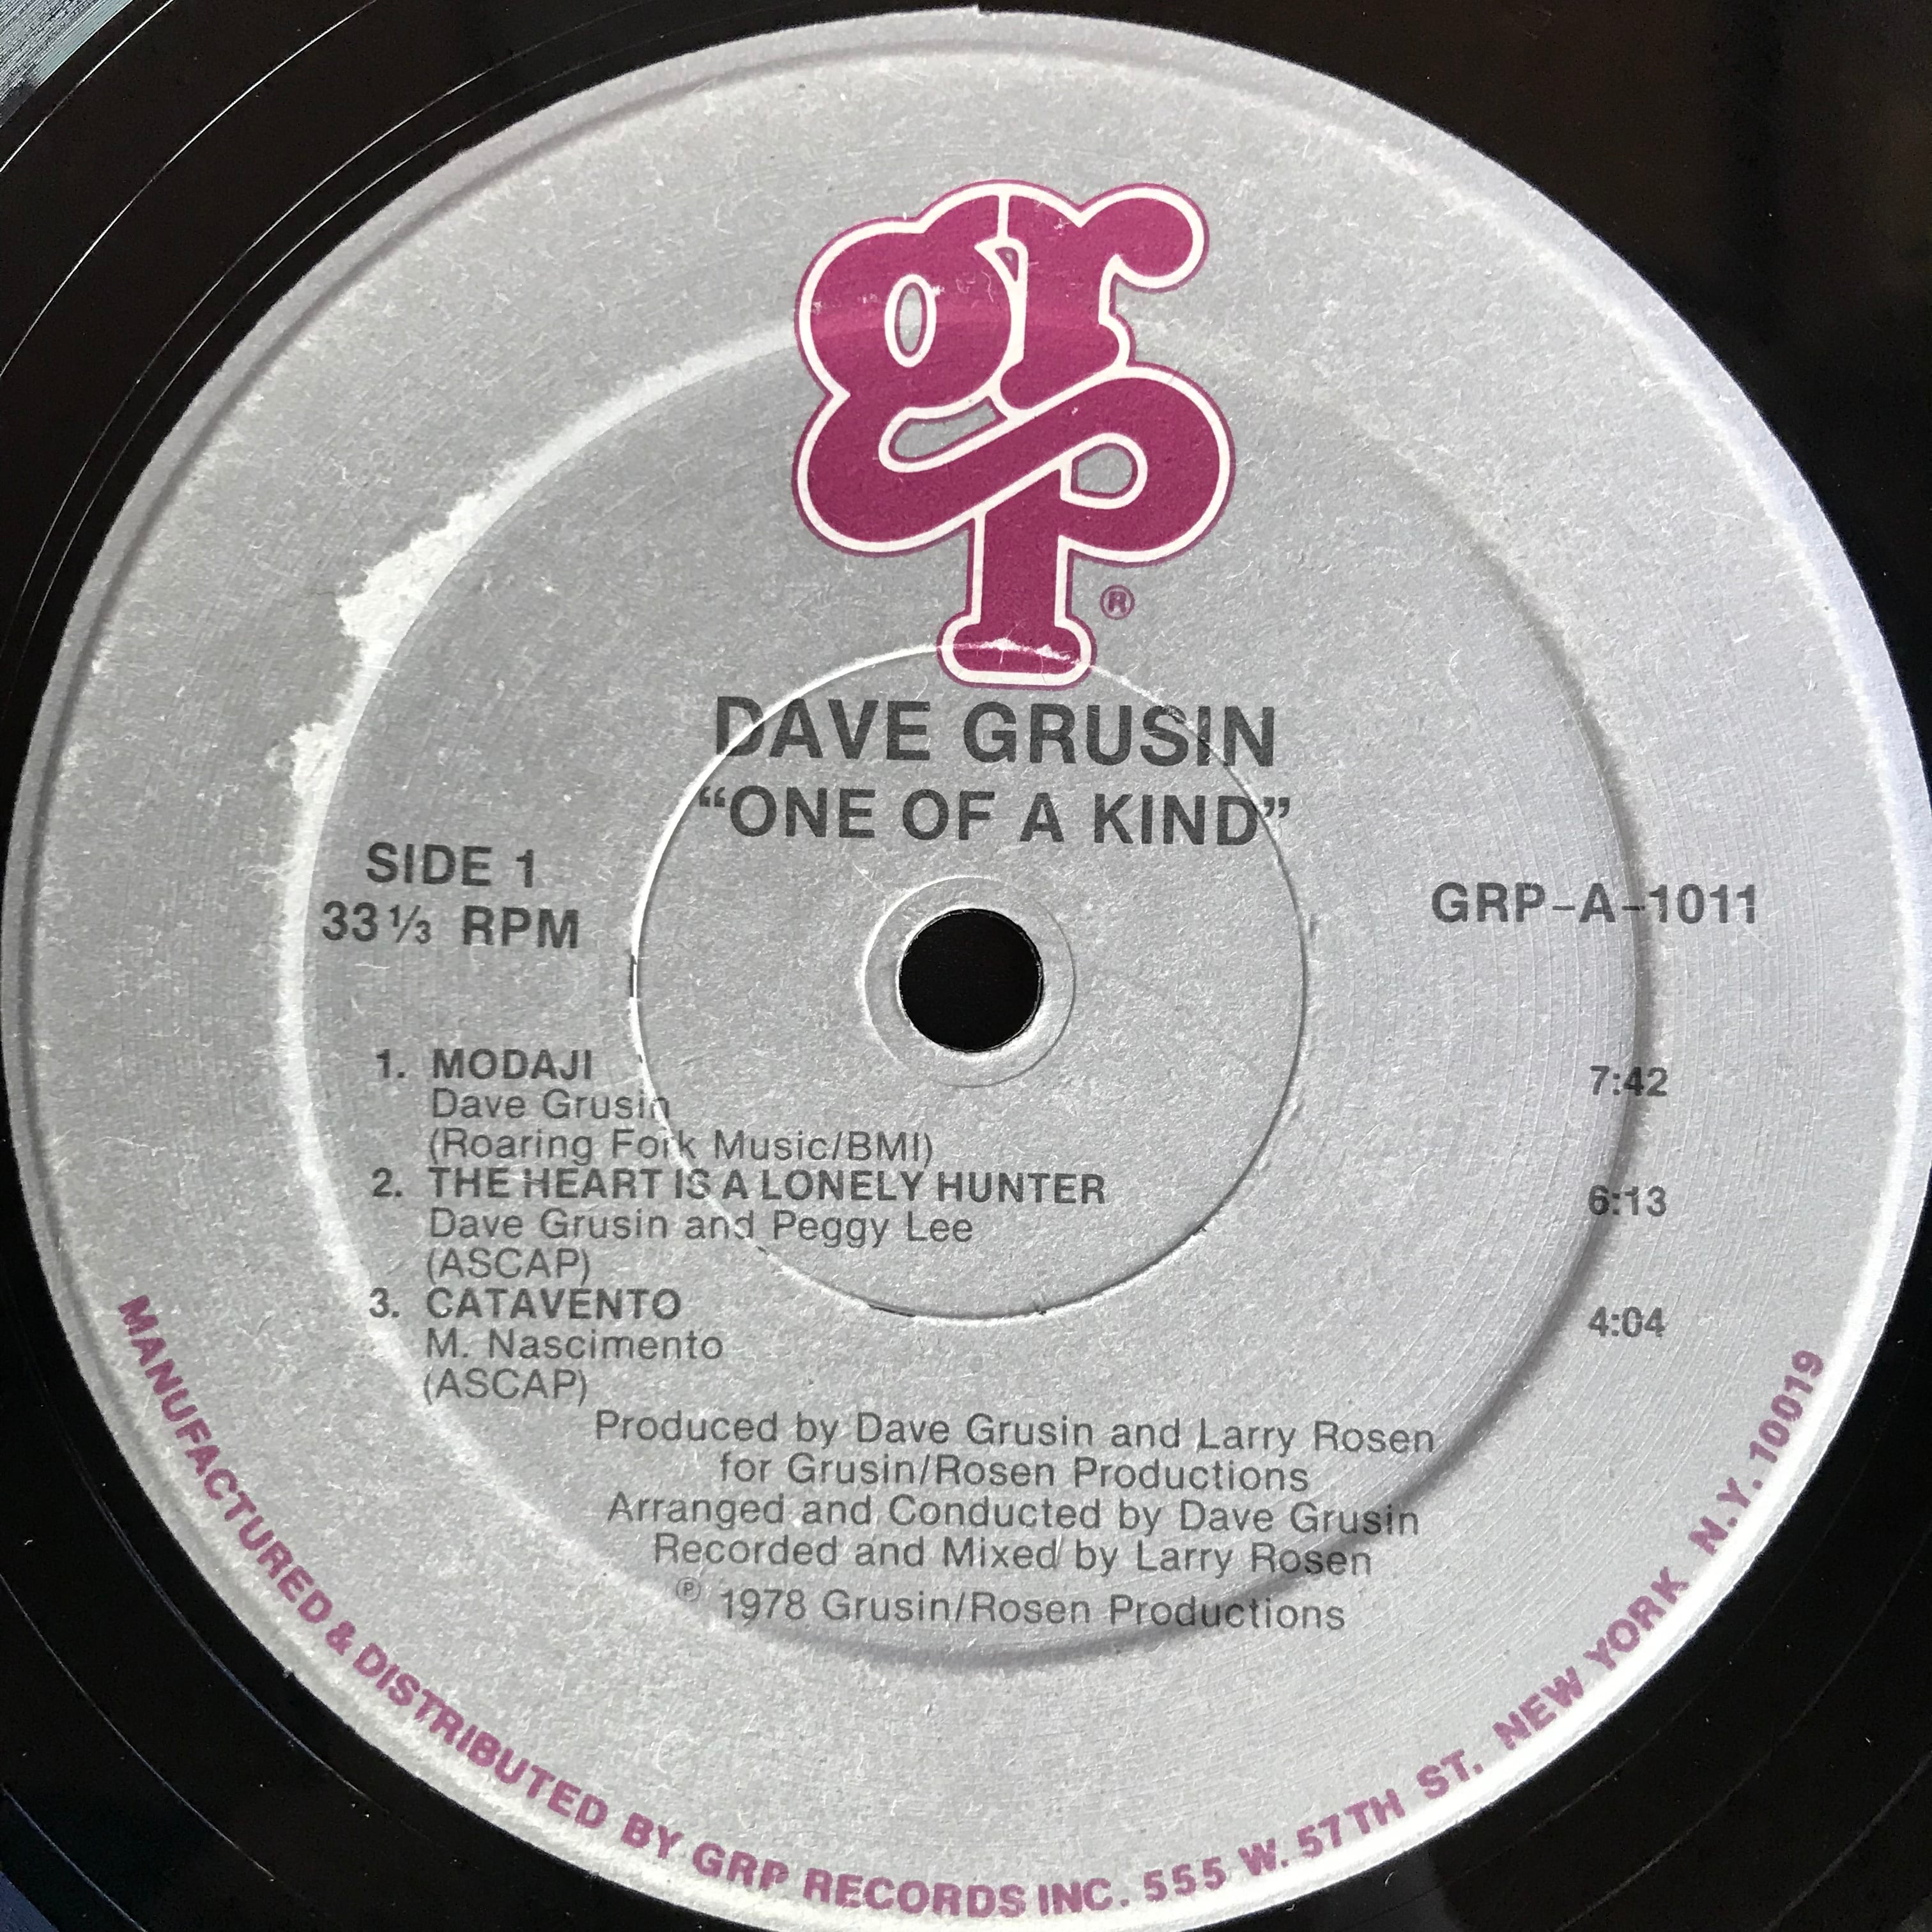 grp
®
DAVE GRUSIN
“ONE OF A KIND”
SIDE 1
33 ⅓ RPM
GRP-A-1011
1. MODAJI 7:42
Dave Grusin
(Roaring Fork Music/BMI)
2. THE HEART IS A LONELY HUNTER 6:13
Dave Grusin and Peggy Lee
(ASCAP)
3. CATAVENTO 4:04
M. Nascimento
(ASCAP)
Produced by Dave Grusin and Larry Rosen
for Grusin/Rosen Productions
Arranged and Conducted by Dave Grusin
Recorded and Mixed by Larry Rosen
℗ 1978 Grusin/Rosen Productions
MANUFACTURED & DISTRIBUTED BY GRP RECORDS INC. 555 W. 57TH ST. NEW YORK N.Y. 10019